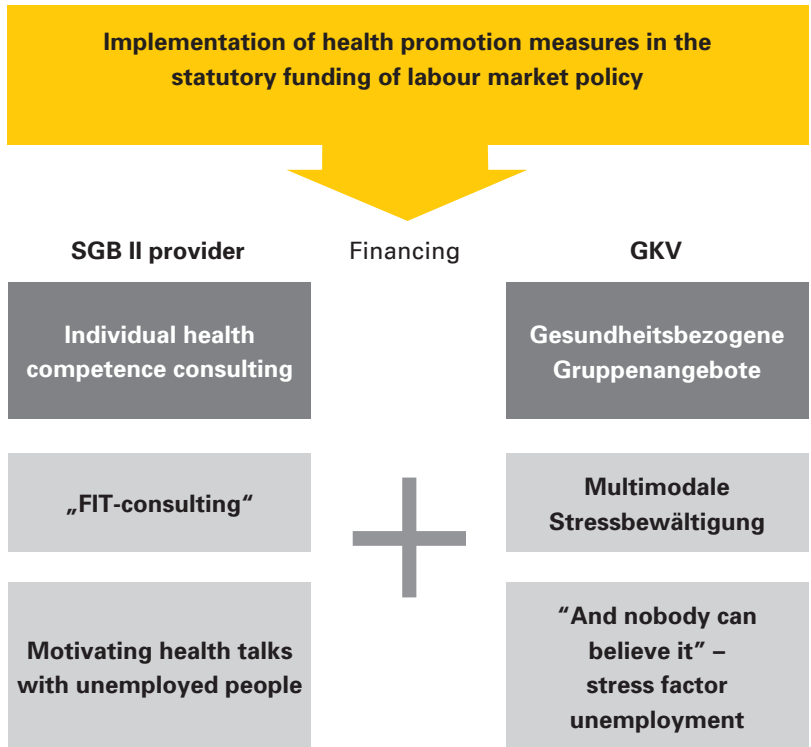 Implementation of health promotion measures in the
statutory funding of labour market policy
SGB II provider
Financing
GKV
Individual health
competence consulting
Gesundheitsbezogene
Gruppenangebote
„FIT-consulting“
Multimodale
Stressbewältigung
Motivating health talks
with unemployed people
”And nobody can
believe it” –
stress factor
unemployment